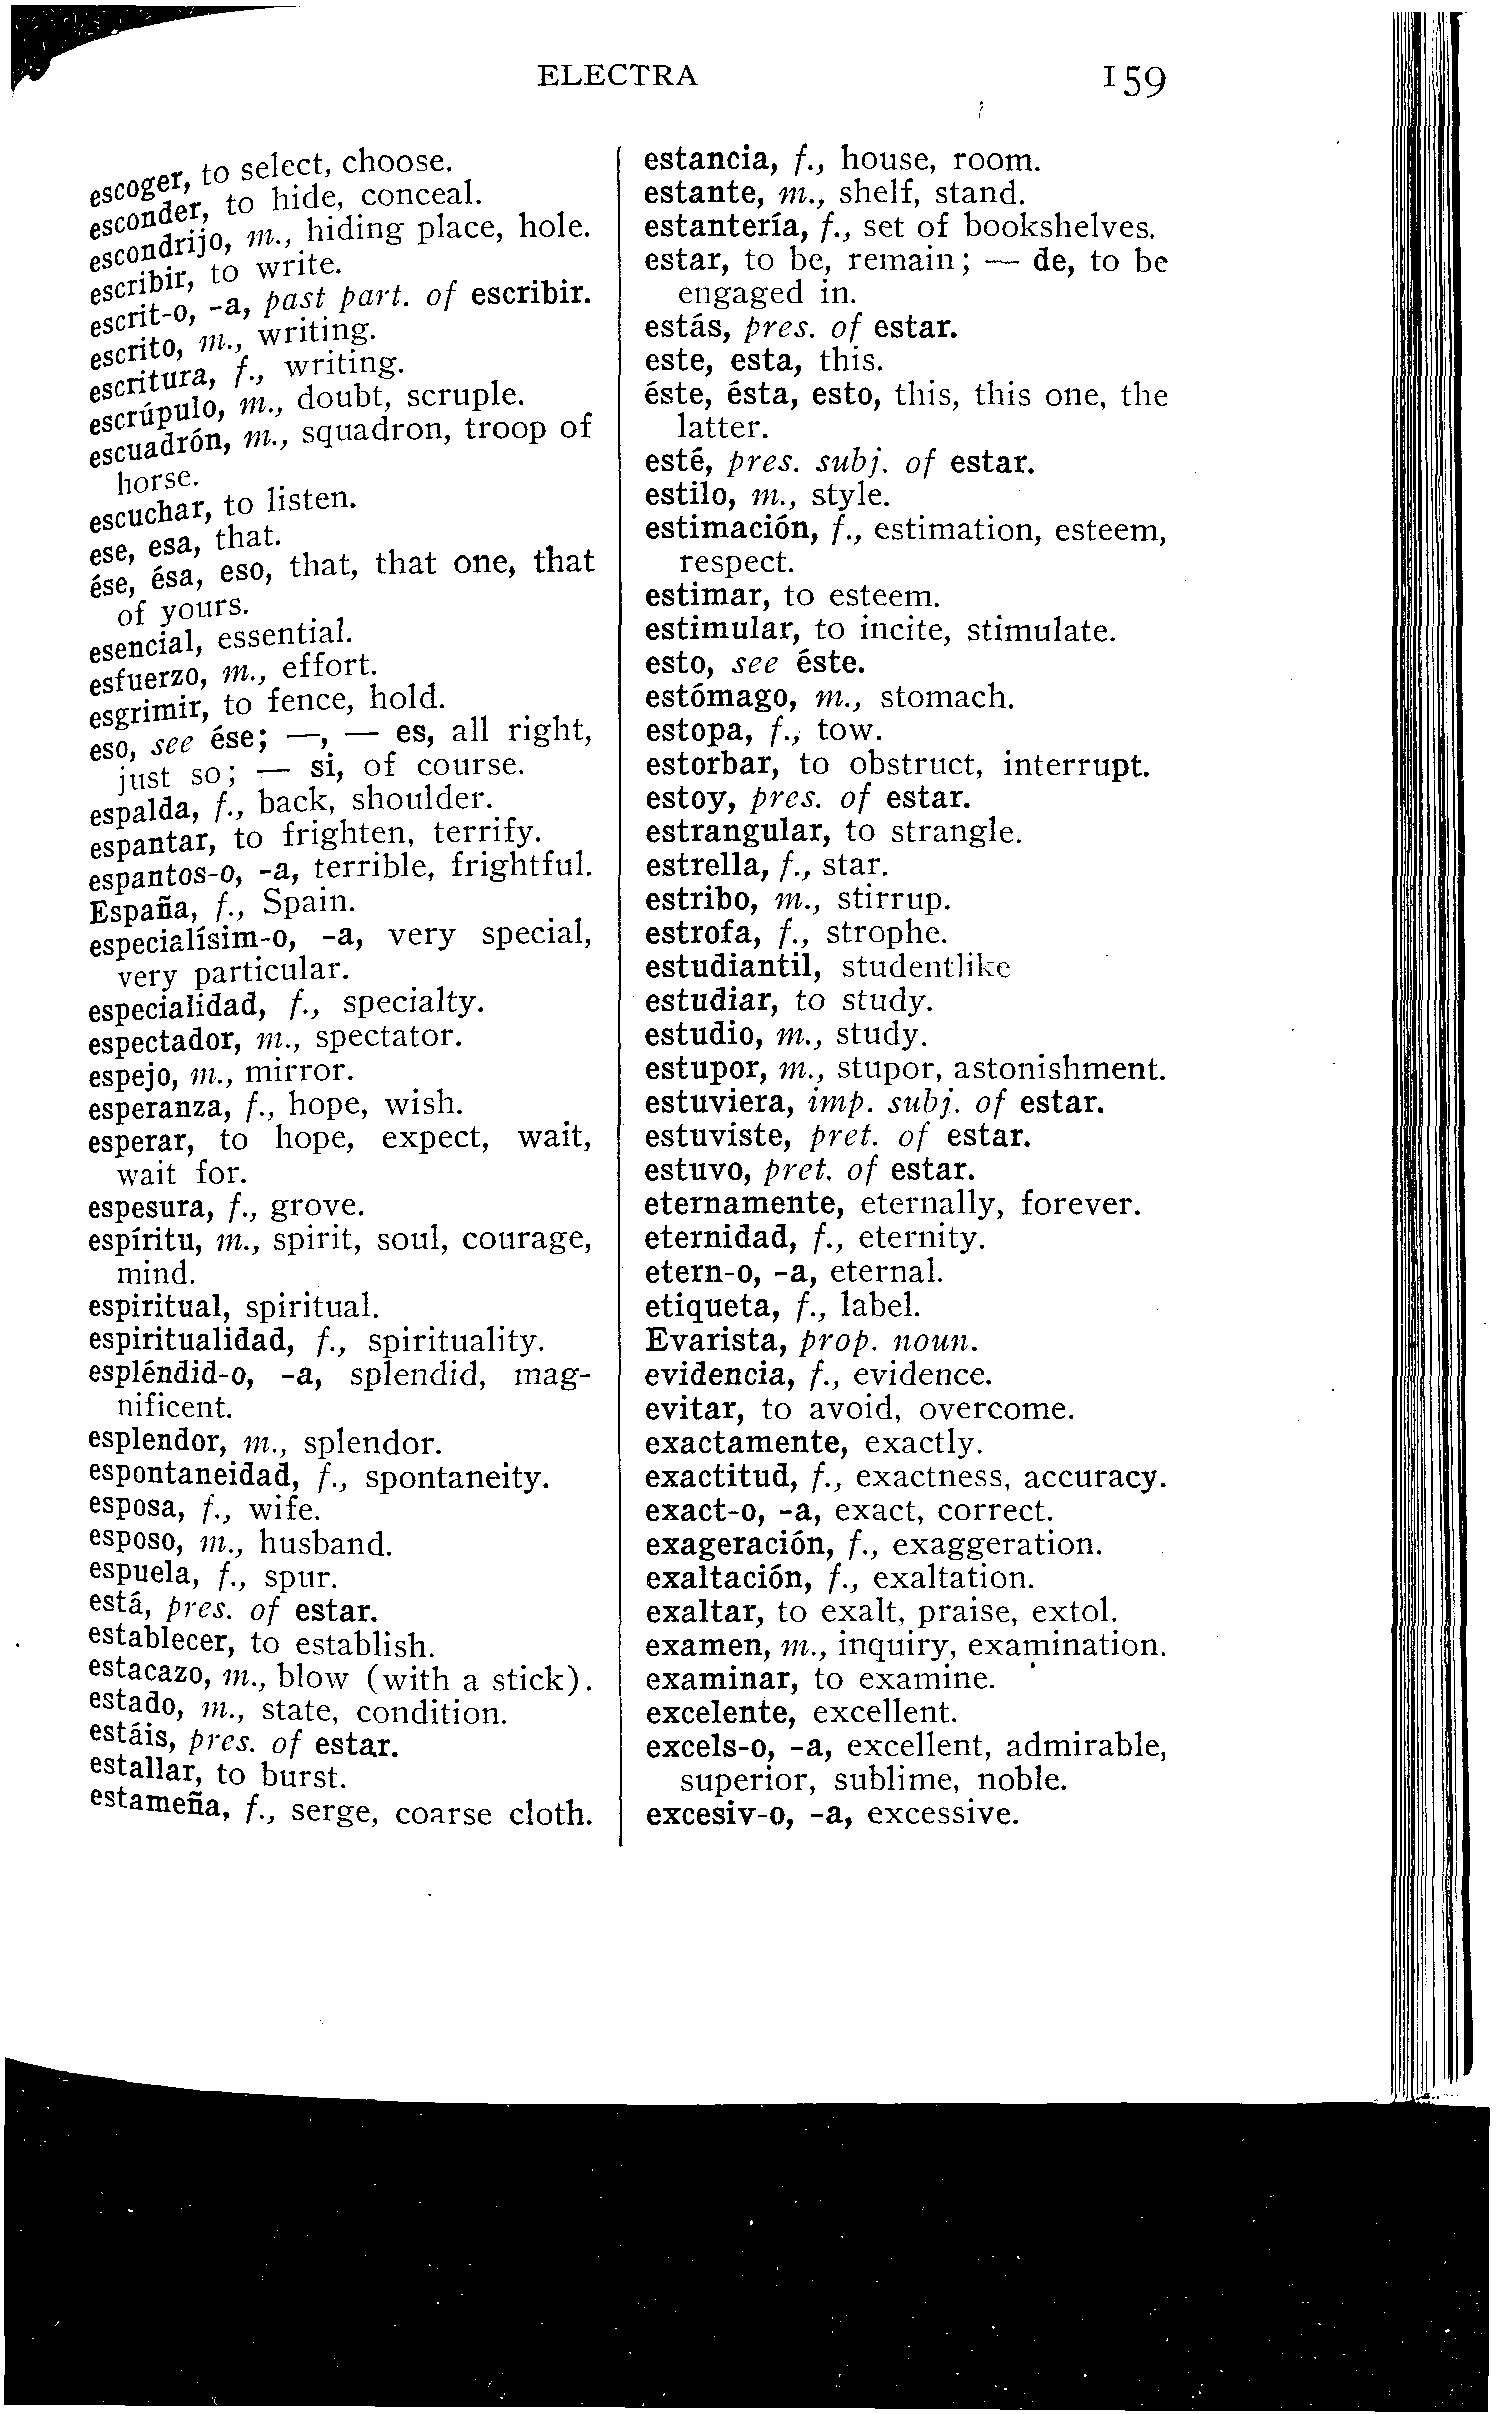 ELECTRA 159
escoger, to select, choose.
esconder, to hide, conceal.
escondrijo, m., hiding place, hole.
escribir, to write.
escrit-o, -a, past part. of escribir.
escrito, m., writing.
escritura, f., writing.
escrúpulo, m., doubt, scruple.
escuadrón, m., squadron, troop of
horse.
escuchar, to listen.
ese, esa, that.
ése, ésa, eso, that, that one, that
of yours.
esencial, essential.
esfuerzo, m., effort.
esgrimir, to fence, hold.
eso, see ése; —, — es, all right,
just so; — si, of course.
espalda, f., back, shoulder.
espantar, to frighten, terrify.
espantos-o, -a, terrible, frightful.
España, f., Spain.
especialísim-o, -a, very special,
very particular.
especialidad, f., specialty.
espectador, m., spectator.
espejo, m., mirror.
esperanza, f., hope, wish.
esperar, to hope, expect, wait,
wait for.
espesura, f., grove.
espíritu, m., spirit, soul, courage,
mind.
espiritual, spiritual.
espiritualidad, f., spirituality.
espléndid-o, -a, splendid, mag-
nificent.
esplendor, m., splendor.
espontaneidad, f., spontaneity.
esposa, f., wife.
esposo, m., husband.
espuela, f., spur.
está, pres. of estar.
establecer, to establish.
estacazo, m., blow (with a stick).
estado, m., state, condition.
estáis, pres. of estar.
estallar, to burst.
estameña, f., serge, coarse cloth.
estancia, f., house, room.
estante, m., shelf, stand.
estantería, f., set of bookshelves.
estar, to be, remain; — de, to be
engaged in.
estás, pres. of estar.
este, esta, this.
éste, ésta, esto, this, this one, the
latter.
esté, pres. subj. of estar.
estilo, m., style.
estimación, f., estimation, esteem,
respect.
estimar, to esteem.
estimular, to incite, stimulate.
esto, see éste.
estómago, m., stomach.
estopa, f., tow.
estorbar, to obstruct, interrupt.
estoy, pres. of estar.
estrangular, to strangle.
estrella, f., star.
estribo, m., stirrup.
estrofa, f., strophe.
estudiantil, studentlike
estudiar, to study.
estudio, m., study.
estupor, m., stupor, astonishment.
estuviera, imp. subj. of estar.
estuviste, pret. of estar.
estuvo, pret. of estar.
eternamente, eternally, forever.
eternidad, f., eternity.
etern-o, -a, eternal.
etiqueta, f., label.
Evarista, prop. noun.
evidencia, f., evidence.
evitar, to avoid, overcome.
exactamente, exactly.
exactitud, f., exactness, accuracy.
exact-o, -a, exact, correct.
exageración, f., exaggeration.
exaltación, f., exaltation.
exaltar, to exalt, praise, extol.
examen, m., inquiry, examination.
examinar, to examine.
excelente, excellent.
excels-o, -a, excellent, admirable,
superior, sublime, noble.
excesiv-o, -a, excessive.